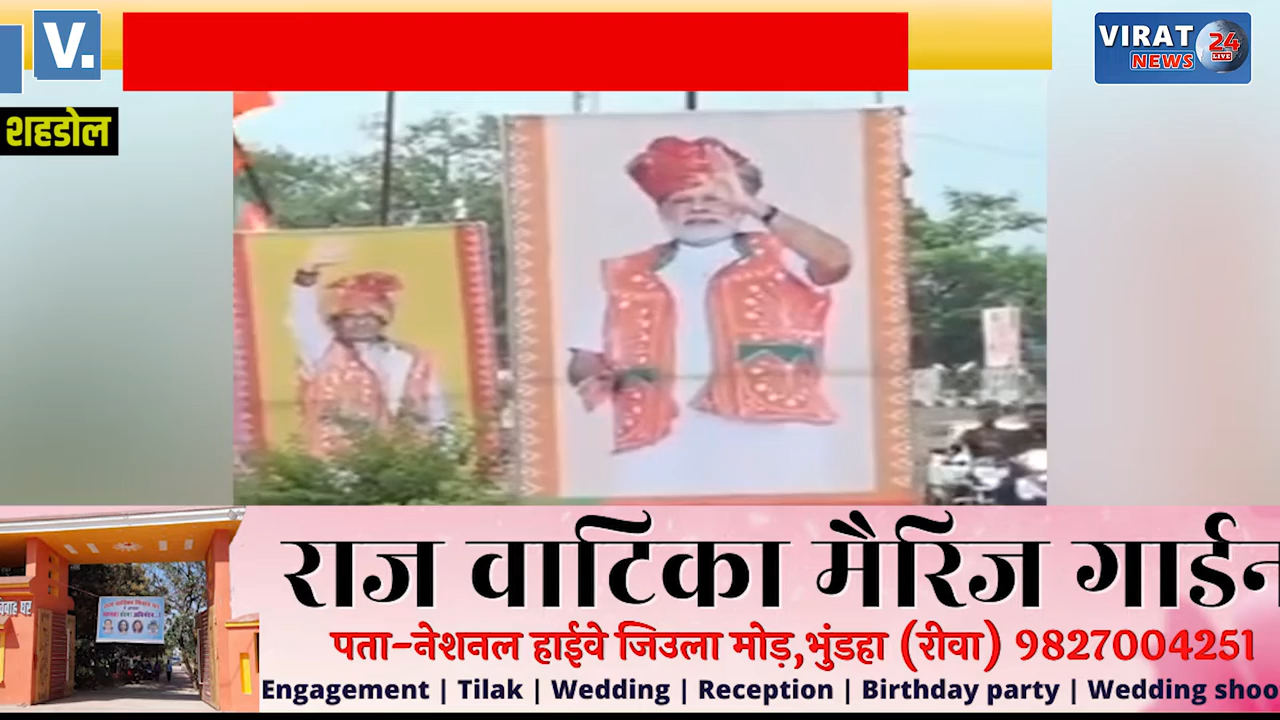 V.
VIRAT
NEWS
24
LIVE
शहडोल
राज वाटिका मैरिज गार्डन
पता-नेशनल हाईवे जिउला मोड़,भुंडहा (रीवा) 9827004251
Engagement | Tilak | Wedding | Reception | Birthday party | Wedding shoo